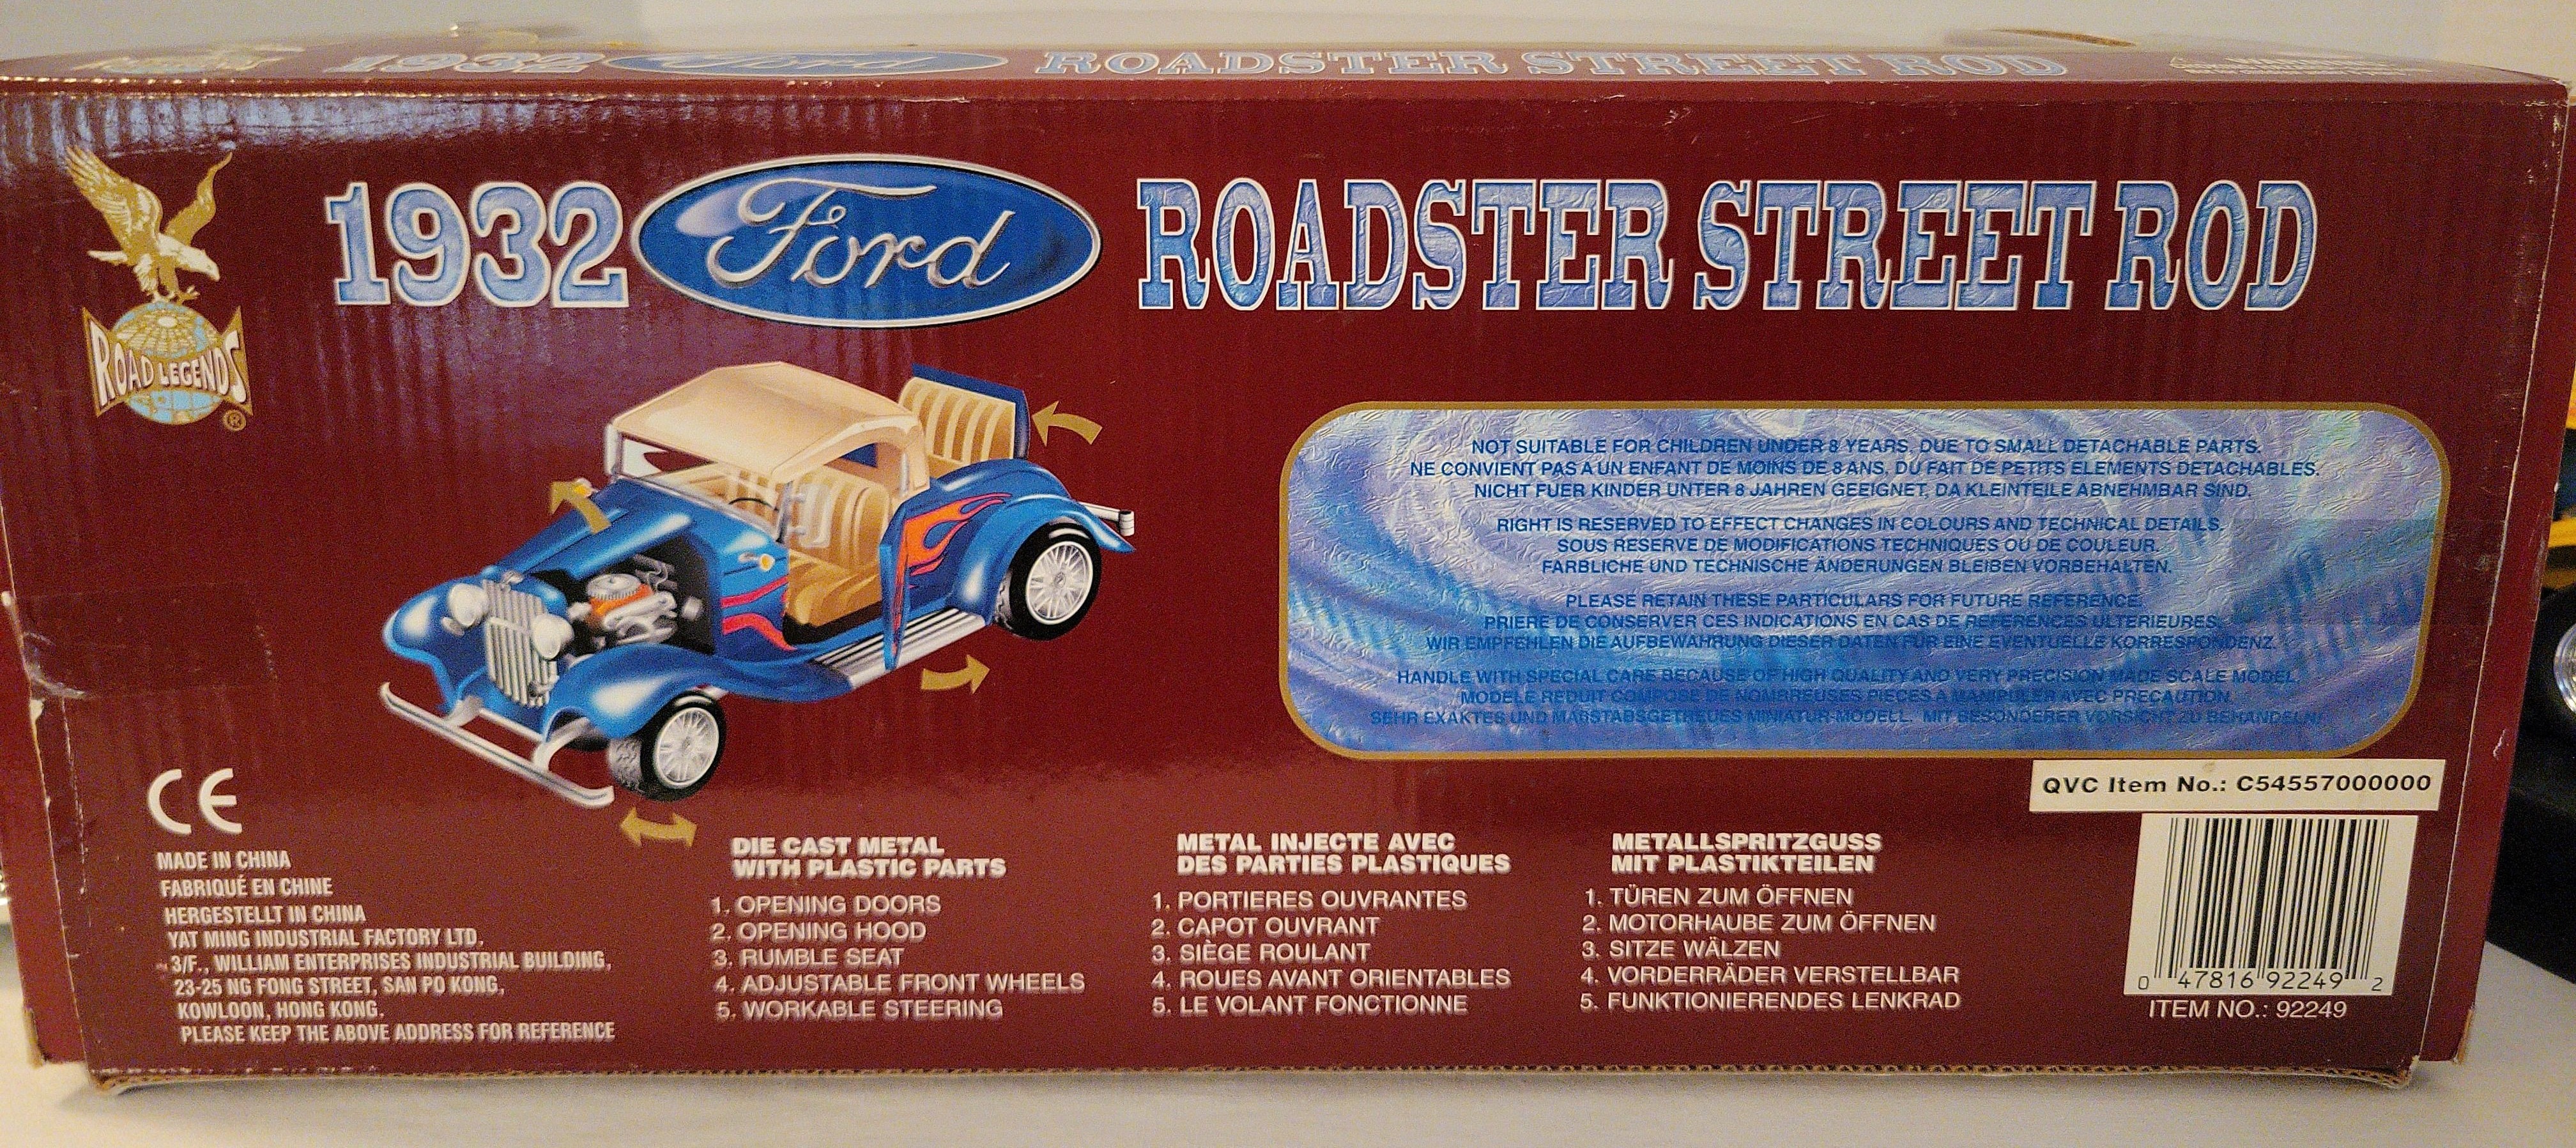 1932 Ford ROADSTER STREET ROD
1932 Ford ROADSTER STREET ROD
ROAD LEGENDS
®
NOT SUITABLE FOR CHILDREN UNDER 8 YEARS, DUE TO SMALL DETACHABLE PARTS.
NE CONVIENT PAS A UN ENFANT DE MOINS DE 8 ANS, DU FAIT DE PETITS ELEMENTS DETACHABLES.
NICHT FUER KINDER UNTER 8 JAHREN GEEIGNET, DA KLEINTEILE ABNEHMBAR SIND.
RIGHT IS RESERVED TO EFFECT CHANGES IN COLOURS AND TECHNICAL DETAILS.
SOUS RESERVE DE MODIFICATIONS TECHNIQUES OU DE COULEUR.
FARBLICHE UND TECHNISCHE ÄNDERUNGEN BLEIBEN VORBEHALTEN.
PLEASE RETAIN THESE PARTICULARS FOR FUTURE REFERENCE.
PRIERE DE CONSERVER CES INDICATIONS EN CAS DE REFERENCES ULTERIEURES.
WIR EMPFEHLEN DIE AUFBEWAHRUNG DIESER DATEN FÜR EINE EVENTUELLE KORRESPONDENZ.
HANDLE WITH SPECIAL CARE BECAUSE OF HIGH QUALITY AND VERY PRECISION MADE SCALE MODEL.
MODELE REDUIT COMPOSE DE NOMBREUSES PIECES A MANIPULER AVEC PRECAUTION.
SEHR EXAKTES UND MABSTABSGETREUES MINIATUR-MODELL. MIT BESONDERER VORSICHT ZU BEHANDELN!
QVC Item No.: C54557000000
CE
MADE IN CHINA
FABRIQUÉ EN CHINE
HERGESTELLT IN CHINA
YAT MING INDUSTRIAL FACTORY LTD,
3/F., WILLIAM ENTERPRISES INDUSTRIAL BUILDING,
23-25 NG FONG STREET, SAN PO KONG,
KOWLOON, HONG KONG.
PLEASE KEEP THE ABOVE ADDRESS FOR REFERENCE
DIE CAST METAL
WITH PLASTIC PARTS
1. OPENING DOORS
2. OPENING HOOD
3. RUMBLE SEAT
4. ADJUSTABLE FRONT WHEELS
5. WORKABLE STEERING
METAL INJECTE AVEC
DES PARTIES PLASTIQUES
1. PORTIERES OUVRANTES
2. CAPOT OUVRANT
3. SIÈGE ROULANT
4. ROUES AVANT ORIENTABLES
5. LE VOLANT FONCTIONNE
METALLSPRITZGUSS
MIT PLASTIKTEILEN
1. TÜREN ZUM ÖFFNEN
2. MOTORHAUBE ZUM ÖFFNEN
3. SITZE WÄLZEN
4. VORDERRÄDER VERSTELLBAR
5. FUNKTIONIERENDES LENKRAD
0 47816 92249 2
ITEM NO.: 92249